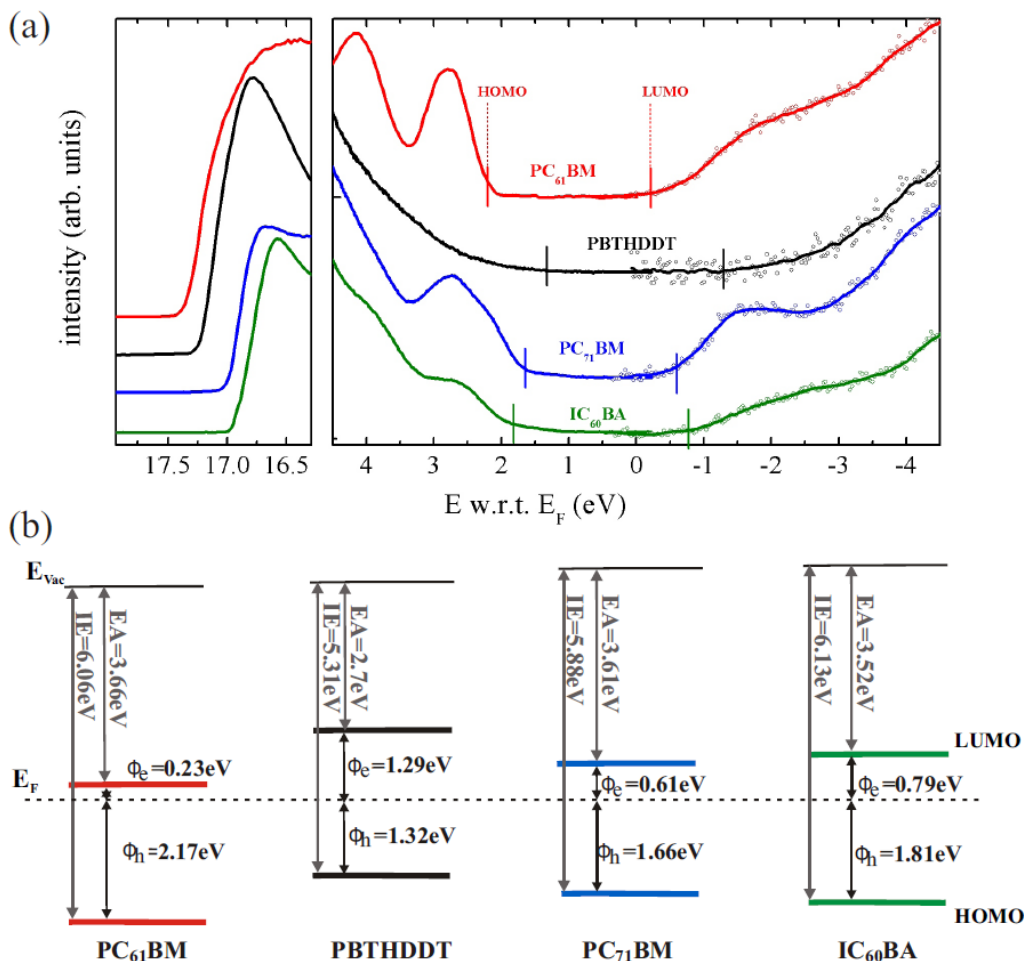 (a)
intensity (arb. units)
HOMO
LUMO
PC₆₁BM
PBTHDDT
PC₇₁BM
IC₆₀BA
17.5 17.0 16.5 4 3 2 1 0 -1 -2 -3 -4
E w.r.t. E_F (eV)
(b)
E_Vac
IE=6.06eV
EA=3.66eV
IE=5.31eV
EA=2.7eV
IE=5.88eV
EA=3.61eV
IE=6.13eV
EA=3.52eV
LUMO
E_F
Φₑ=0.23eV
Φₑ=1.29eV
Φₑ=0.61eV
Φₑ=0.79eV
Φₕ=2.17eV
Φₕ=1.32eV
Φₕ=1.66eV
Φₕ=1.81eV
HOMO
PC₆₁BM PBTHDDT PC₇₁BM IC₆₀BA